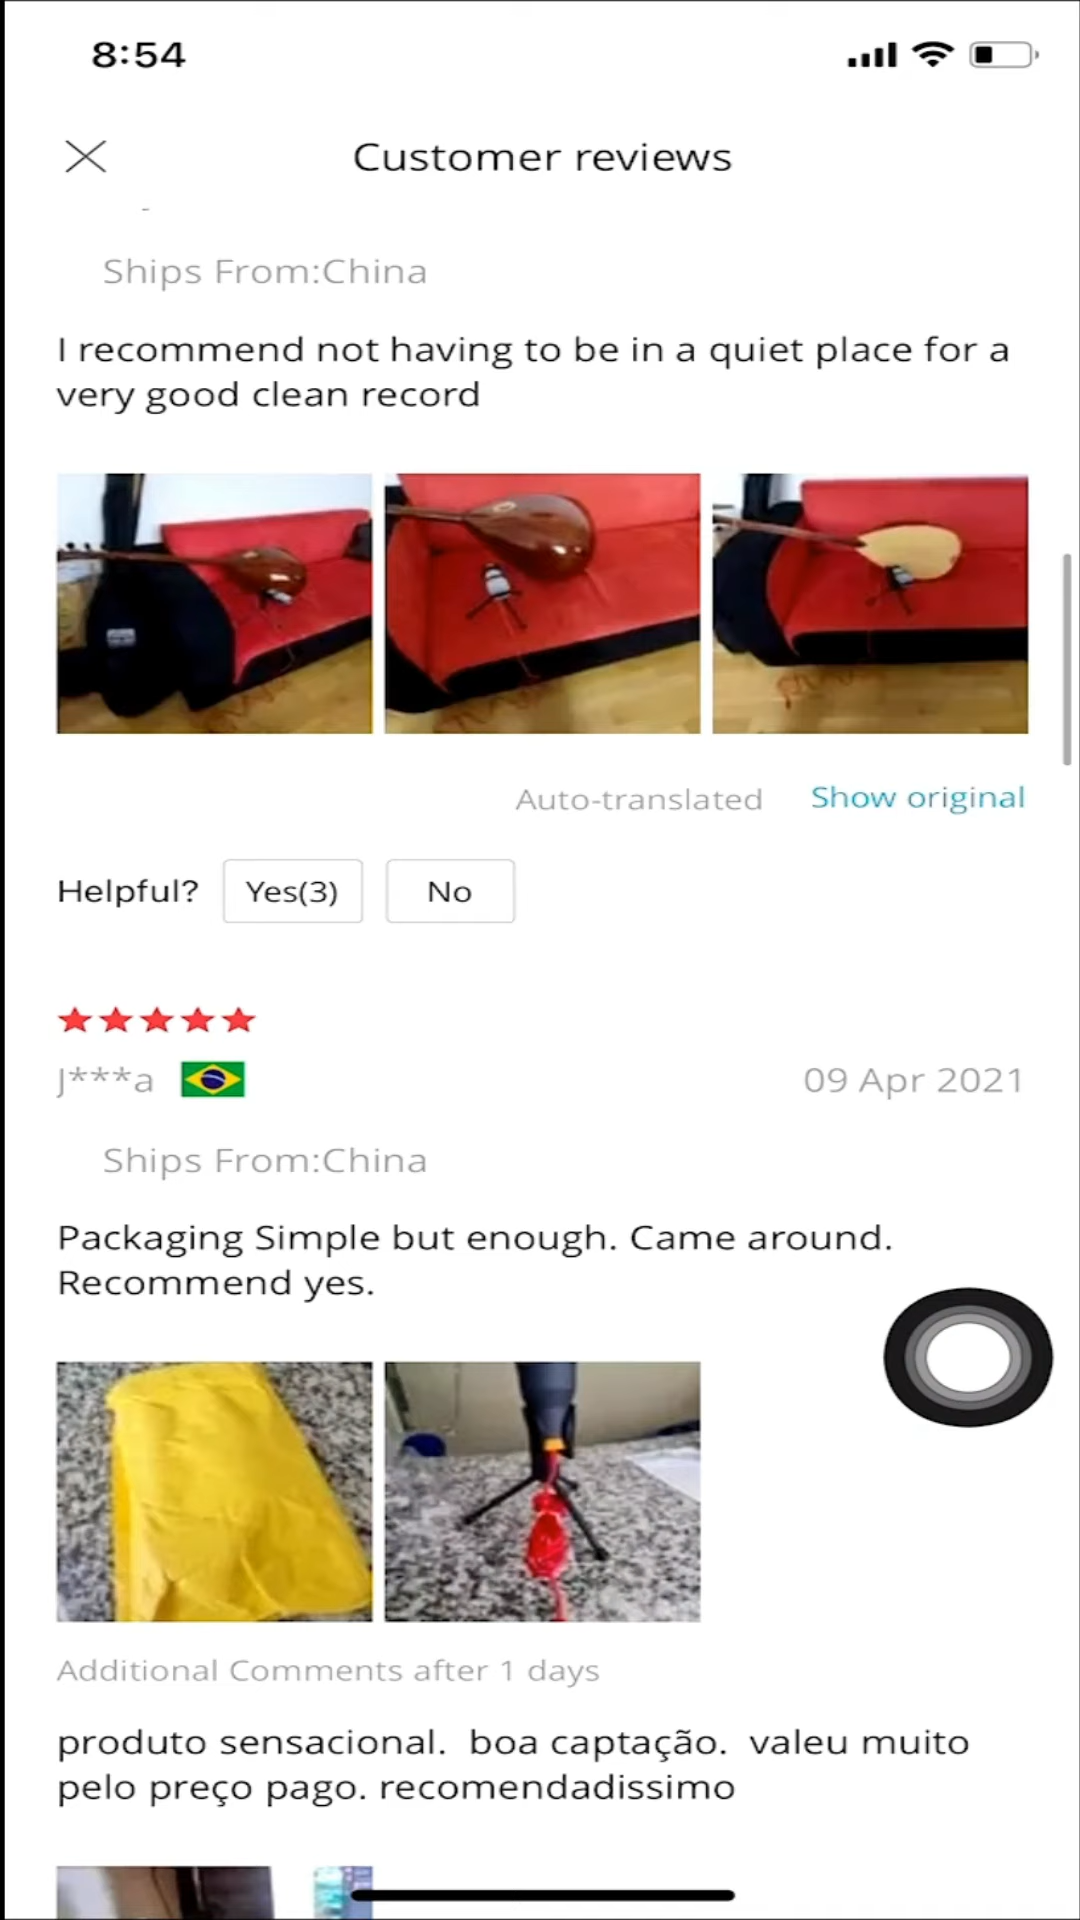 8:54
Customer reviews
Ships From:China
I recommend not having to be in a quiet place for a
very good clean record
Auto-translated Show original
Helpful? Yes(3) No
J***a 09 Apr 2021
Ships From:China
Packaging Simple but enough. Came around.
Recommend yes.
Additional Comments after 1 days
produto sensacional.  boa captação.  valeu muito
pelo preço pago. recomendadissimo